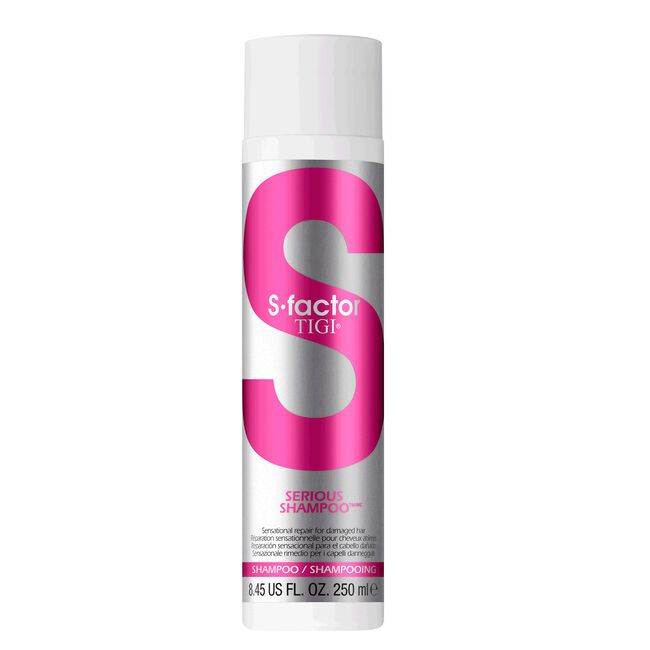 S
S•factor
TIGI®
SERIOUS
SHAMPOO
Sensational repair for damaged hair
Réparation sensationnelle pour cheveux abîmés
Reparación sensacional para el cabello dañado
Sensazionale rimedio per i capelli danneggiati
SHAMPOO / SHAMPOOING
8.45 US FL. OZ. 250 ml ℮